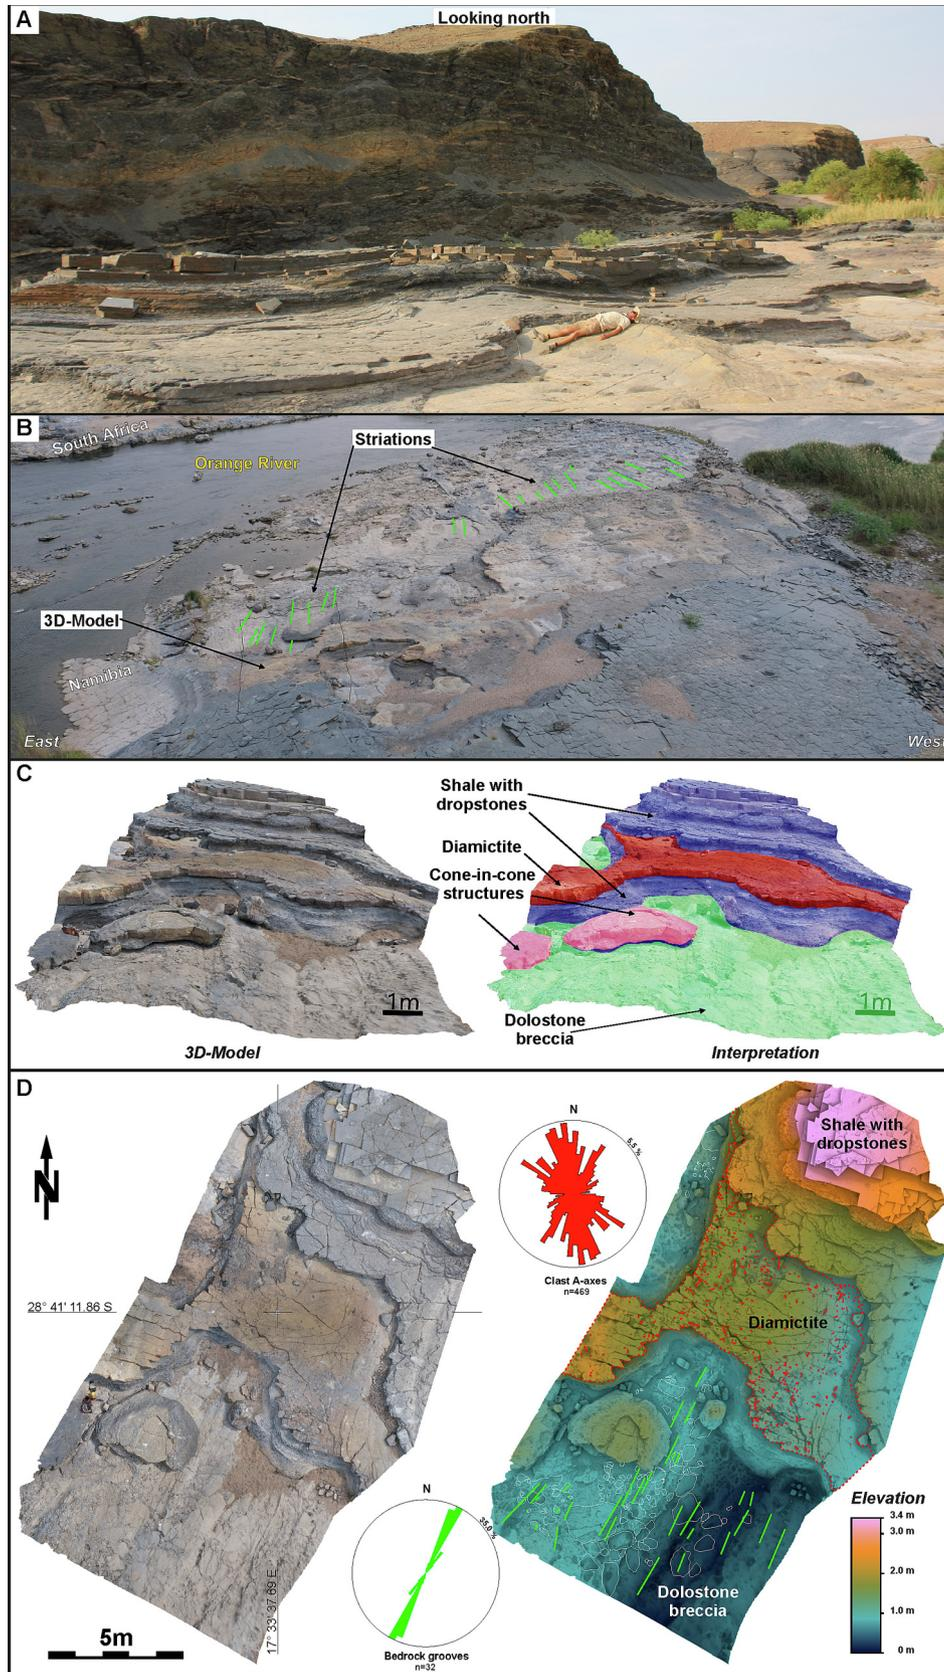 A
Looking north
B
South Africa
Orange River
Striations
3D-Model
Namibia
East
West
C
Shale with
dropstones
Diamictite
Cone-in-cone
structures
1m
1m
Dolostone
breccia
3D-Model
Interpretation
D
N
N
5.5 %
Clast A-axes
n=469
Shale with
dropstones
28° 41' 11.86 S
Diamictite
N
35.0 %
Bedrock grooves
n=32
17° 33' 37.69 E
5m
Dolostone
breccia
Elevation
3.4 m
3.0 m
2.0 m
1.0 m
0 m